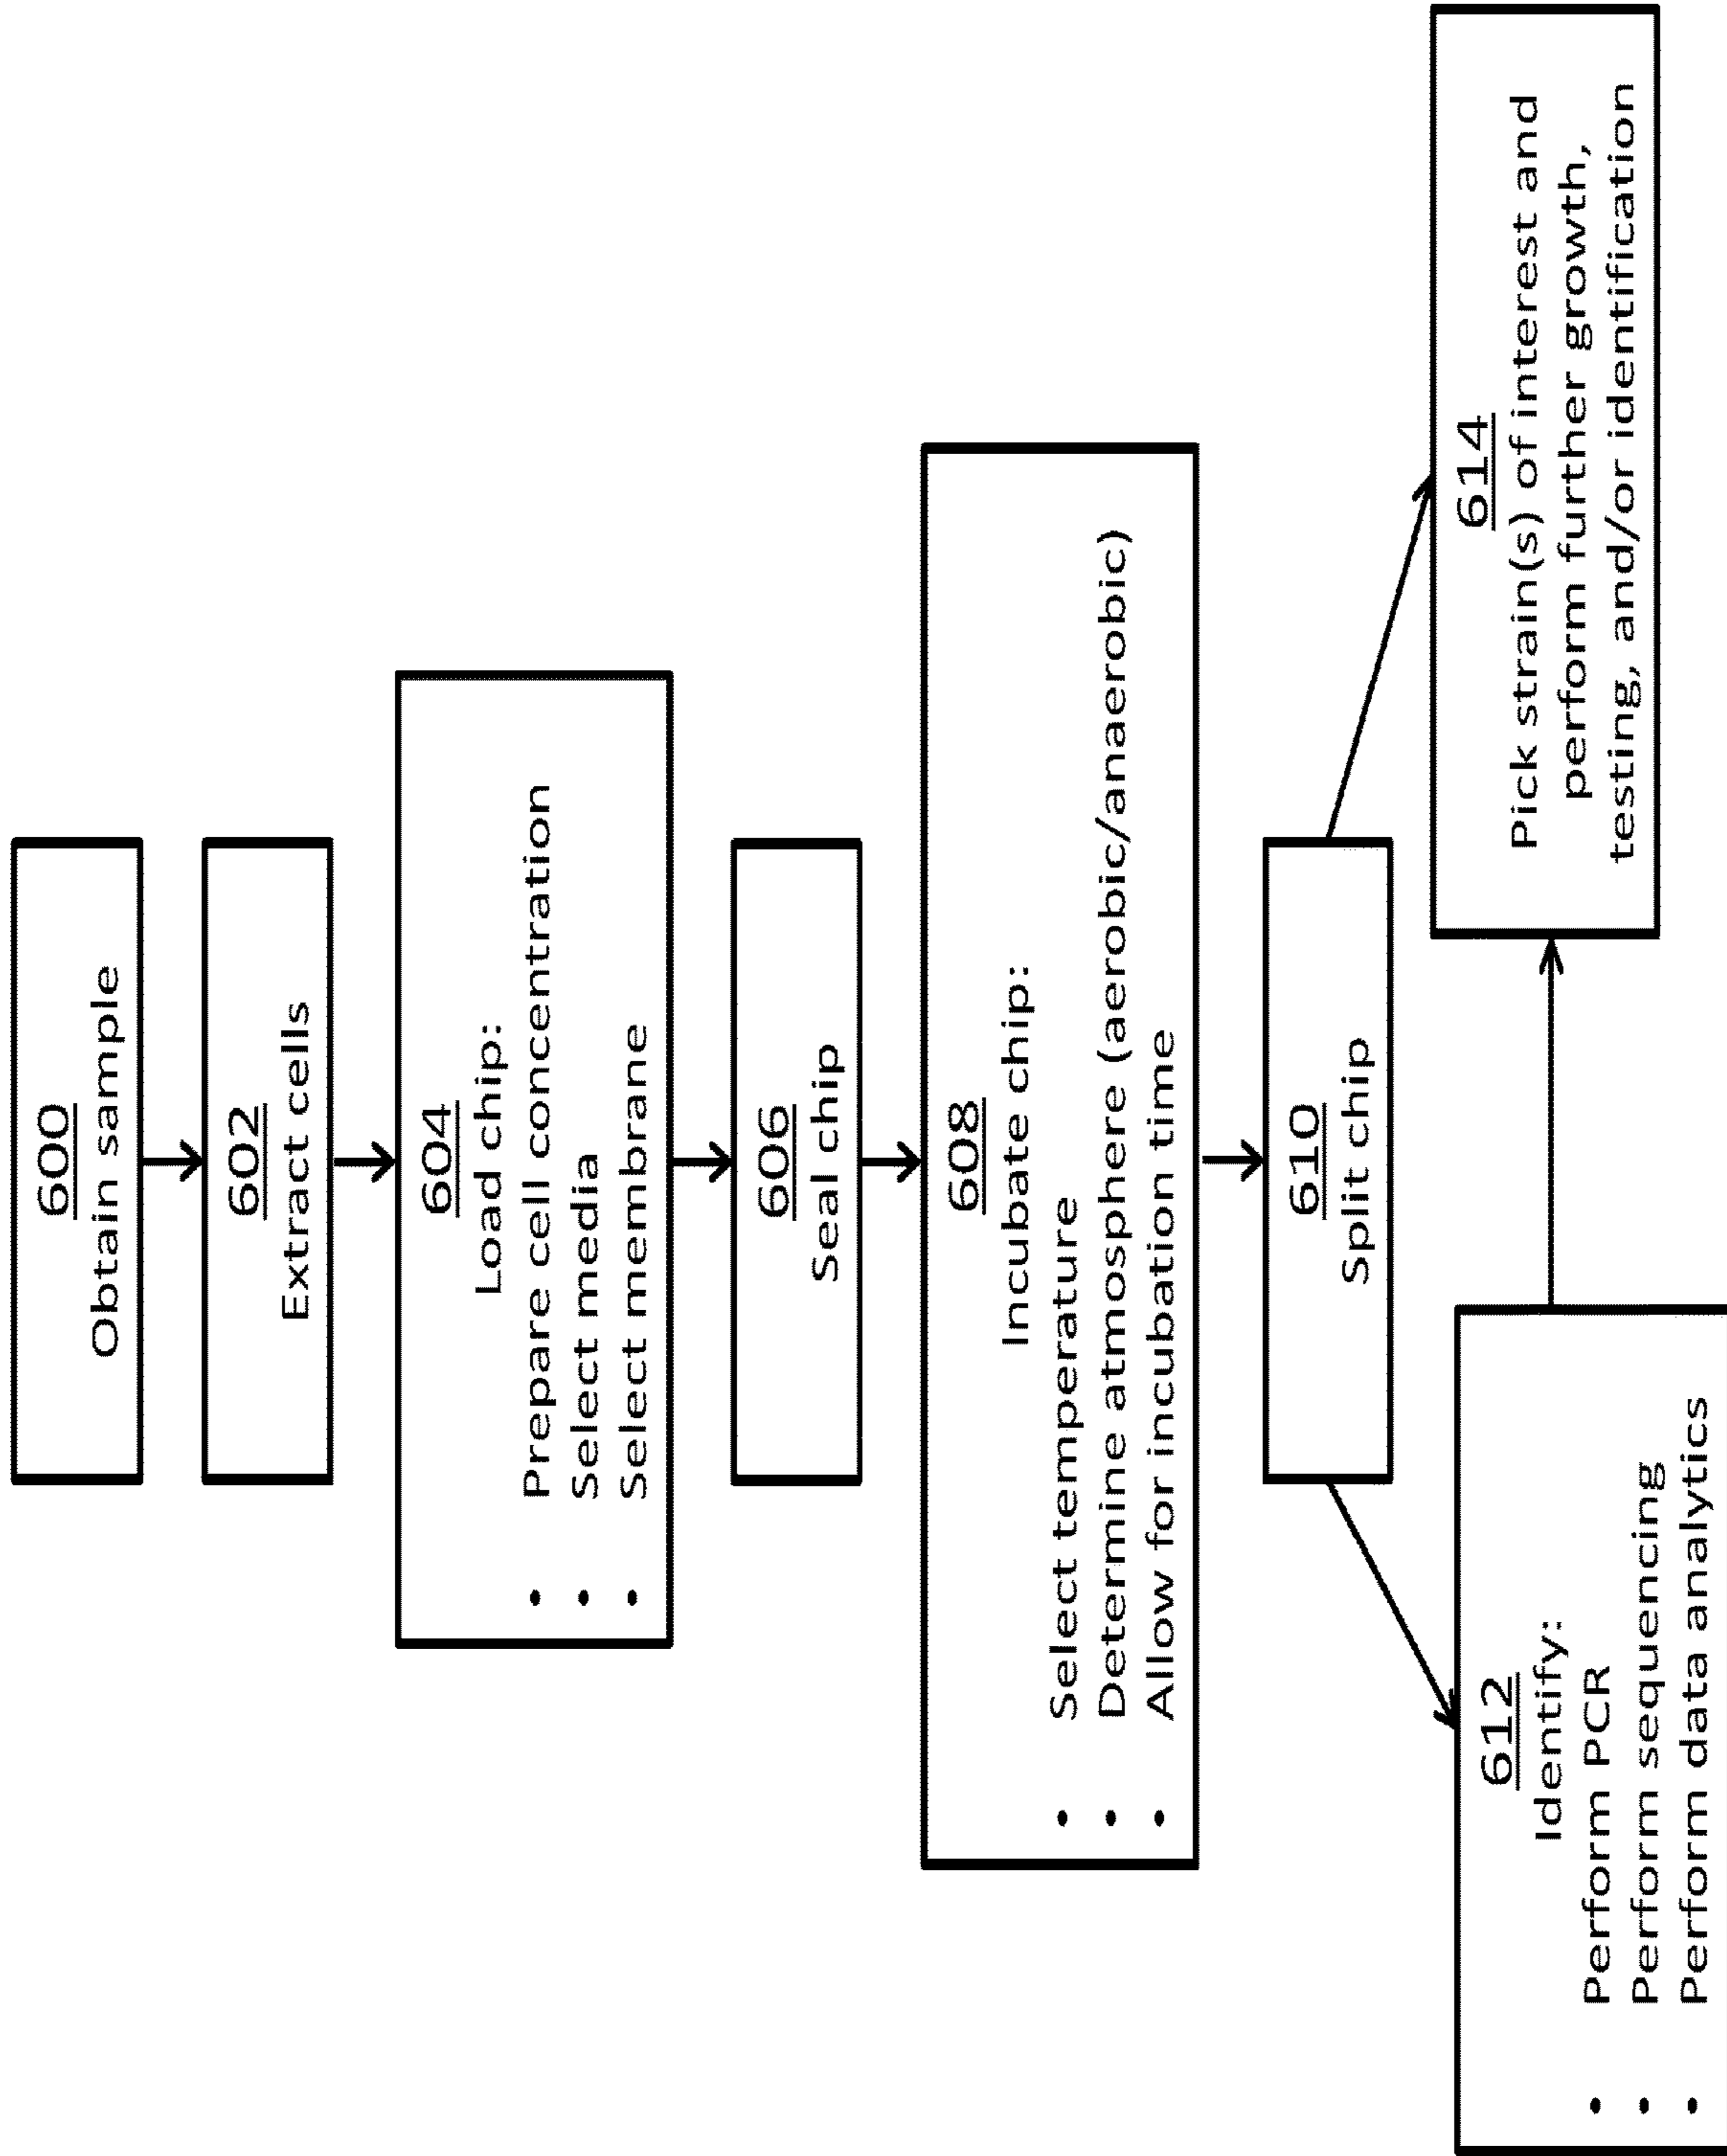 600
Obtain sample
602
Extract cells
604
Load chip:
• Prepare cell concentration
• Select media
• Select membrane
606
Seal chip
608
Incubate chip:
• Select temperature
• Determine atmosphere (aerobic/anaerobic)
• Allow for incubation time
610
Split chip
612
Identify:
• Perform PCR
• Perform sequencing
• Perform data analytics
614
Pick strain(s) of interest and
perform further growth,
testing, and/or identification